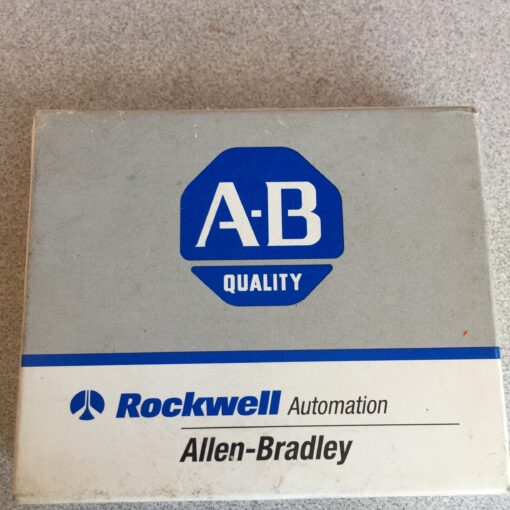 A-B
QUALITY
Rockwell Automation
Allen-Bradley